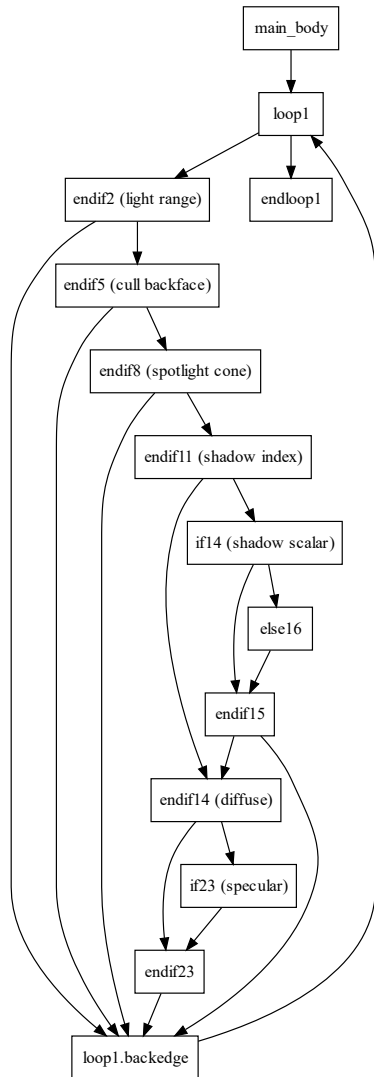 main_body
loop1
endif2 (light range)
endloop1
endif5 (cull backface)
endif8 (spotlight cone)
endif11 (shadow index)
if14 (shadow scalar)
else16
endif15
endif14 (diffuse)
if23 (specular)
endif23
loop1.backedge